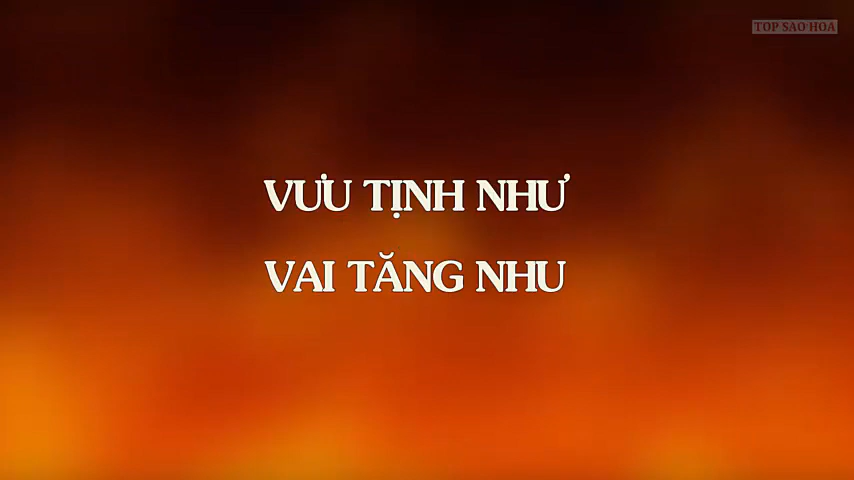 TOP SAO HOA
VƯU TỊNH NHƯ
VAI TĂNG NHU